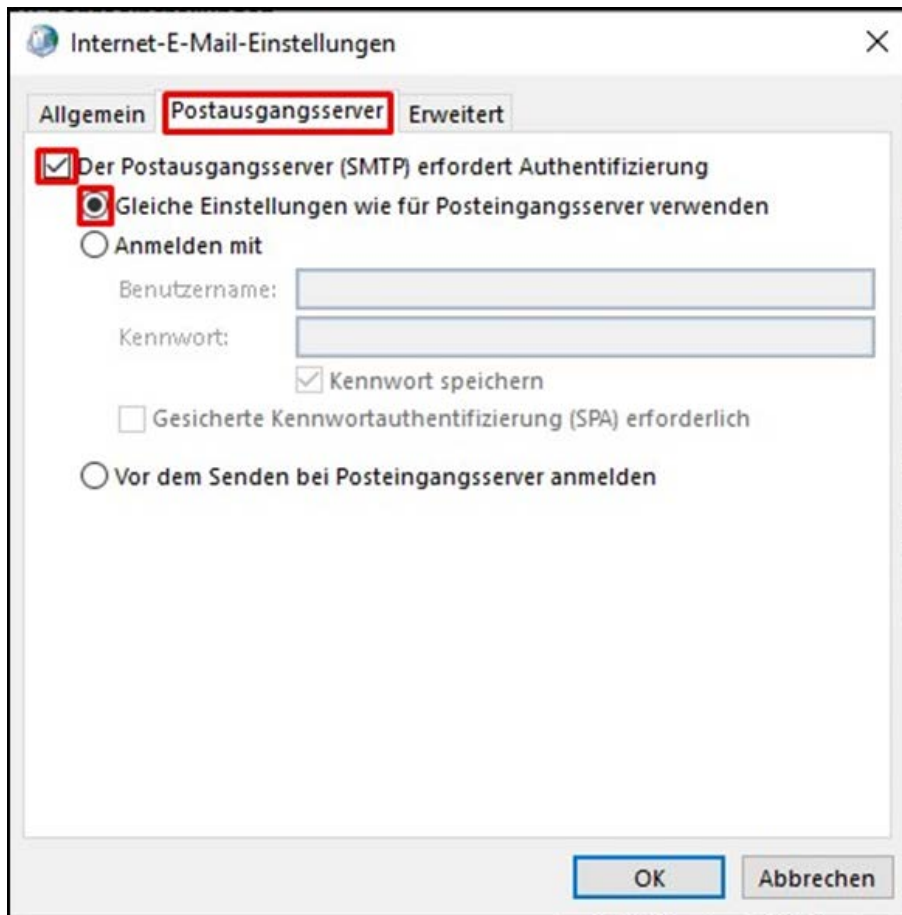 Internet-E-Mail-Einstellungen
Allgemein Postausgangsserver Erweitert
Der Postausgangsserver (SMTP) erfordert Authentifizierung
Gleiche Einstellungen wie für Posteingangsserver verwenden
Anmelden mit
Benutzername:
Kennwort:
Kennwort speichern
Gesicherte Kennwortauthentifizierung (SPA) erforderlich
Vor dem Senden bei Posteingangsserver anmelden
OK Abbrechen